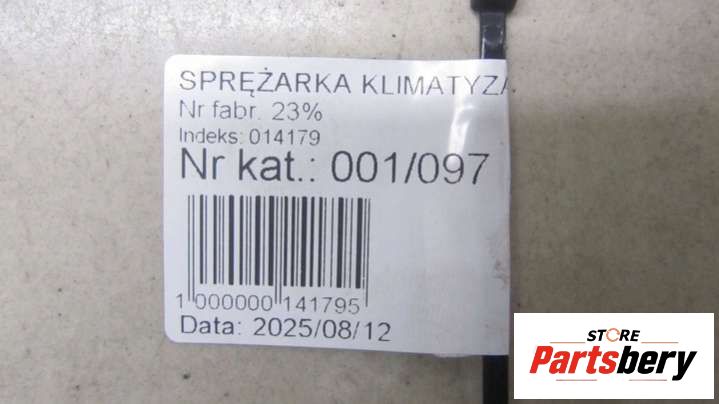 SPRĘŻARKA KLIMATYZA
Nr fabr. 23%
Indeks: 014179
Nr kat.: 001/097
1 000000 141795
Data: 2025/08/12
STORE
Partsbery